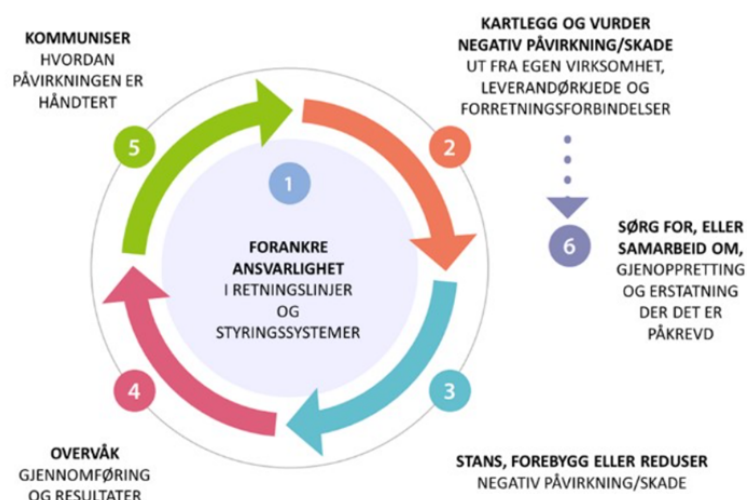 KOMMUNISER
HVORDAN
PÅVIRKNINGEN ER
HÅNDTERT
5
KARTLEGG OG VURDER
NEGATIV PÅVIRKNING/SKADE
UT FRA EGEN VIRKSOMHET,
LEVERANDØRKJEDE OG
FORRETNINGSFORBINDELSER
2
1
FORANKRE
ANSVARLIGHET
I RETNINGSLINJER
OG
STYRINGSSYSTEMER
6
SØRG FOR, ELLER
SAMARBEID OM,
GJENOPPRETTING
OG ERSTATNING
DER DET ER
PÅKREVD
4
OVERVÅK
GJENNOMFØRING
OG RESULTATER
3
STANS, FOREBYGG ELLER REDUSER
NEGATIV PÅVIRKNING/SKADE